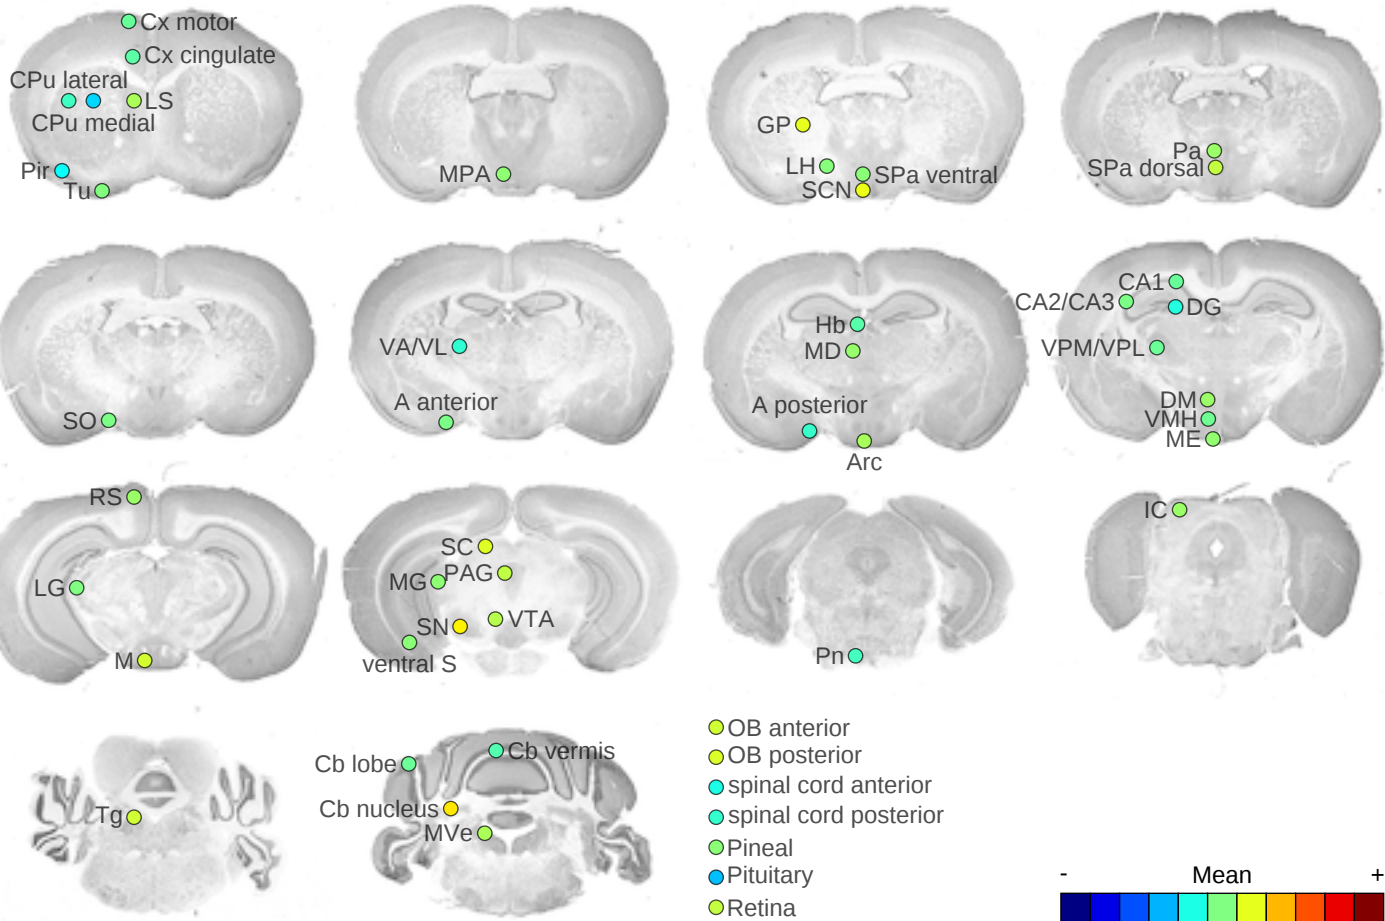 Cx motor
Cx cingulate
CPu lateral
LS
CPu medial
Pir
Tu
MPA
GP
LH
SPa ventral
SCN
Pa
SPa dorsal
SO
VA/VL
A anterior
Hb
MD
A posterior
Arc
CA1
CA2/CA3
DG
VPM/VPL
DM
VMH
ME
RS
LG
M
SC
PAG
MG
SN
VTA
ventral S
Pn
IC
Tg
Cb lobe
Cb vermis
Cb nucleus
MVe
OB anterior
OB posterior
spinal cord anterior
spinal cord posterior
Pineal
Pituitary
Retina
- Mean +